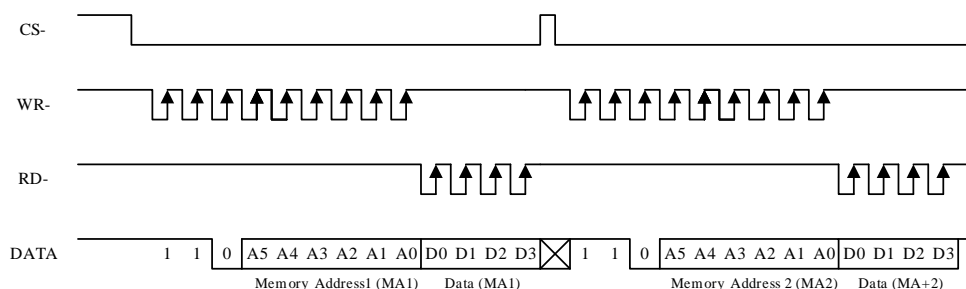 CS-
WR-
RD-
DATA 1 1 0 A5 A4 A3 A2 A1 A0 D0 D1 D2 D3 1 1 0 A5 A4 A3 A2 A1 A0 D0 D1 D2 D3
Memory Address1 (MA1) Data (MA1) Memory Address 2 (MA2) Data (MA+2)